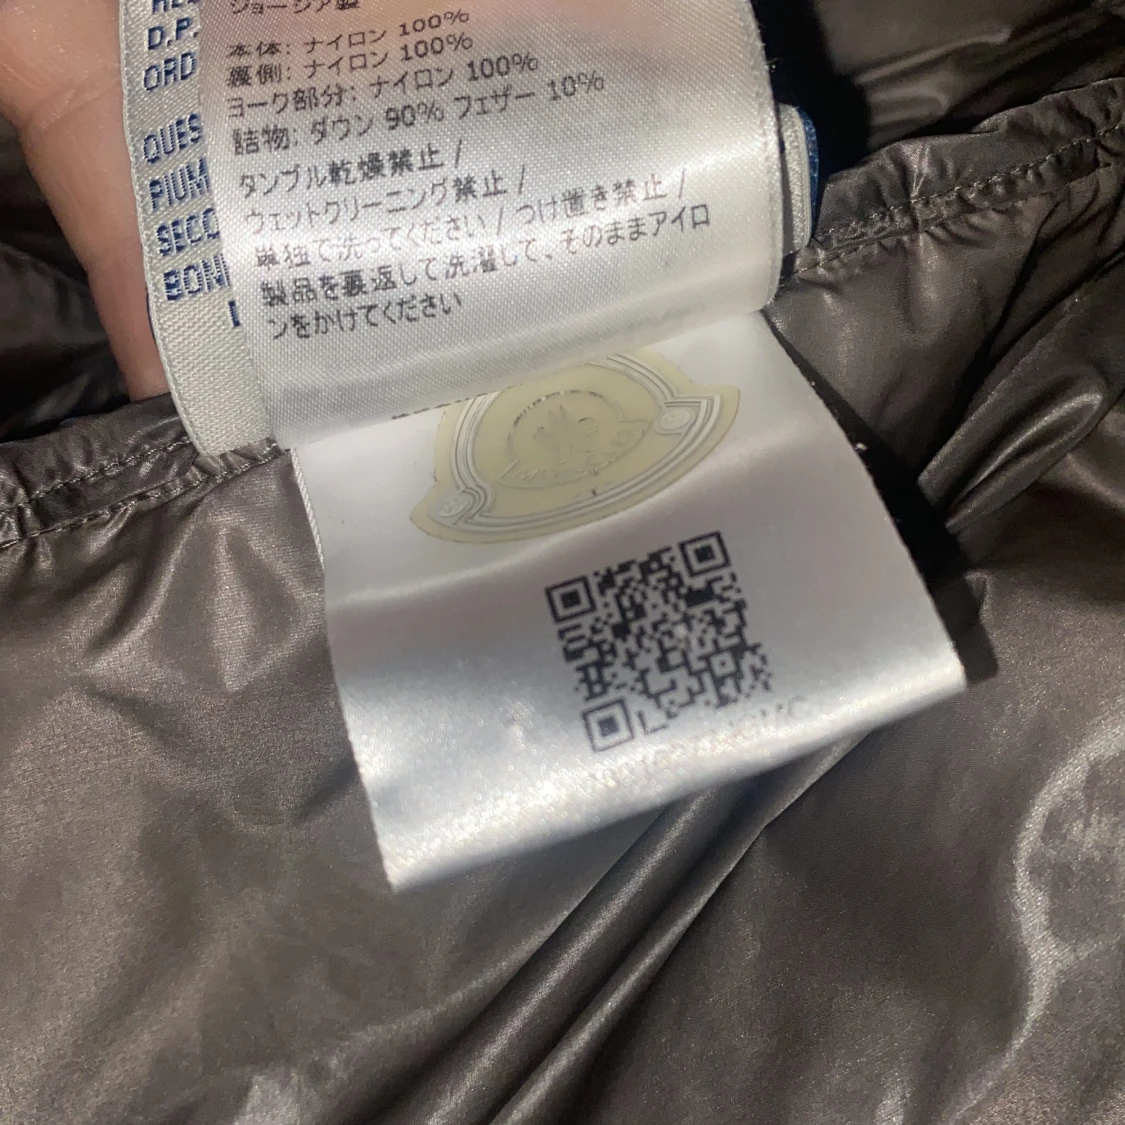 D.P.
ORD
QUES
PIUM
SECO
BON
ジョージア製
本体: ナイロン 100%
裏側: ナイロン 100%
ヨーク部分: ナイロン 100%
詰物: ダウン 90% フェザー 10%
タンブル乾燥禁止 /
ウェットクリーニング禁止 /
単独で洗ってください / つけ置き禁止 /
製品を裏返して洗濯して、そのままアイロ
ンをかけてください